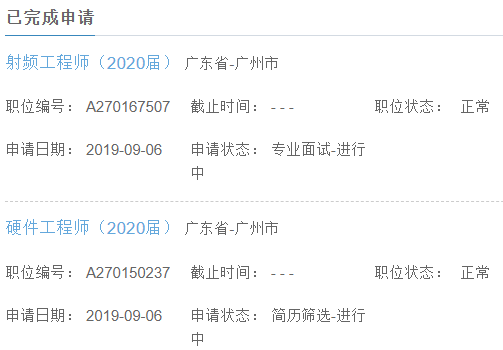 已完成申请
射频工程师（2020届） 广东省-广州市
职位编号： A270167507 截止时间： - - - 职位状态： 正常
申请日期： 2019-09-06 申请状态： 专业面试-进行
中
硬件工程师（2020届） 广东省-广州市
职位编号： A270150237 截止时间： - - - 职位状态： 正常
申请日期： 2019-09-06 申请状态： 简历筛选-进行
中